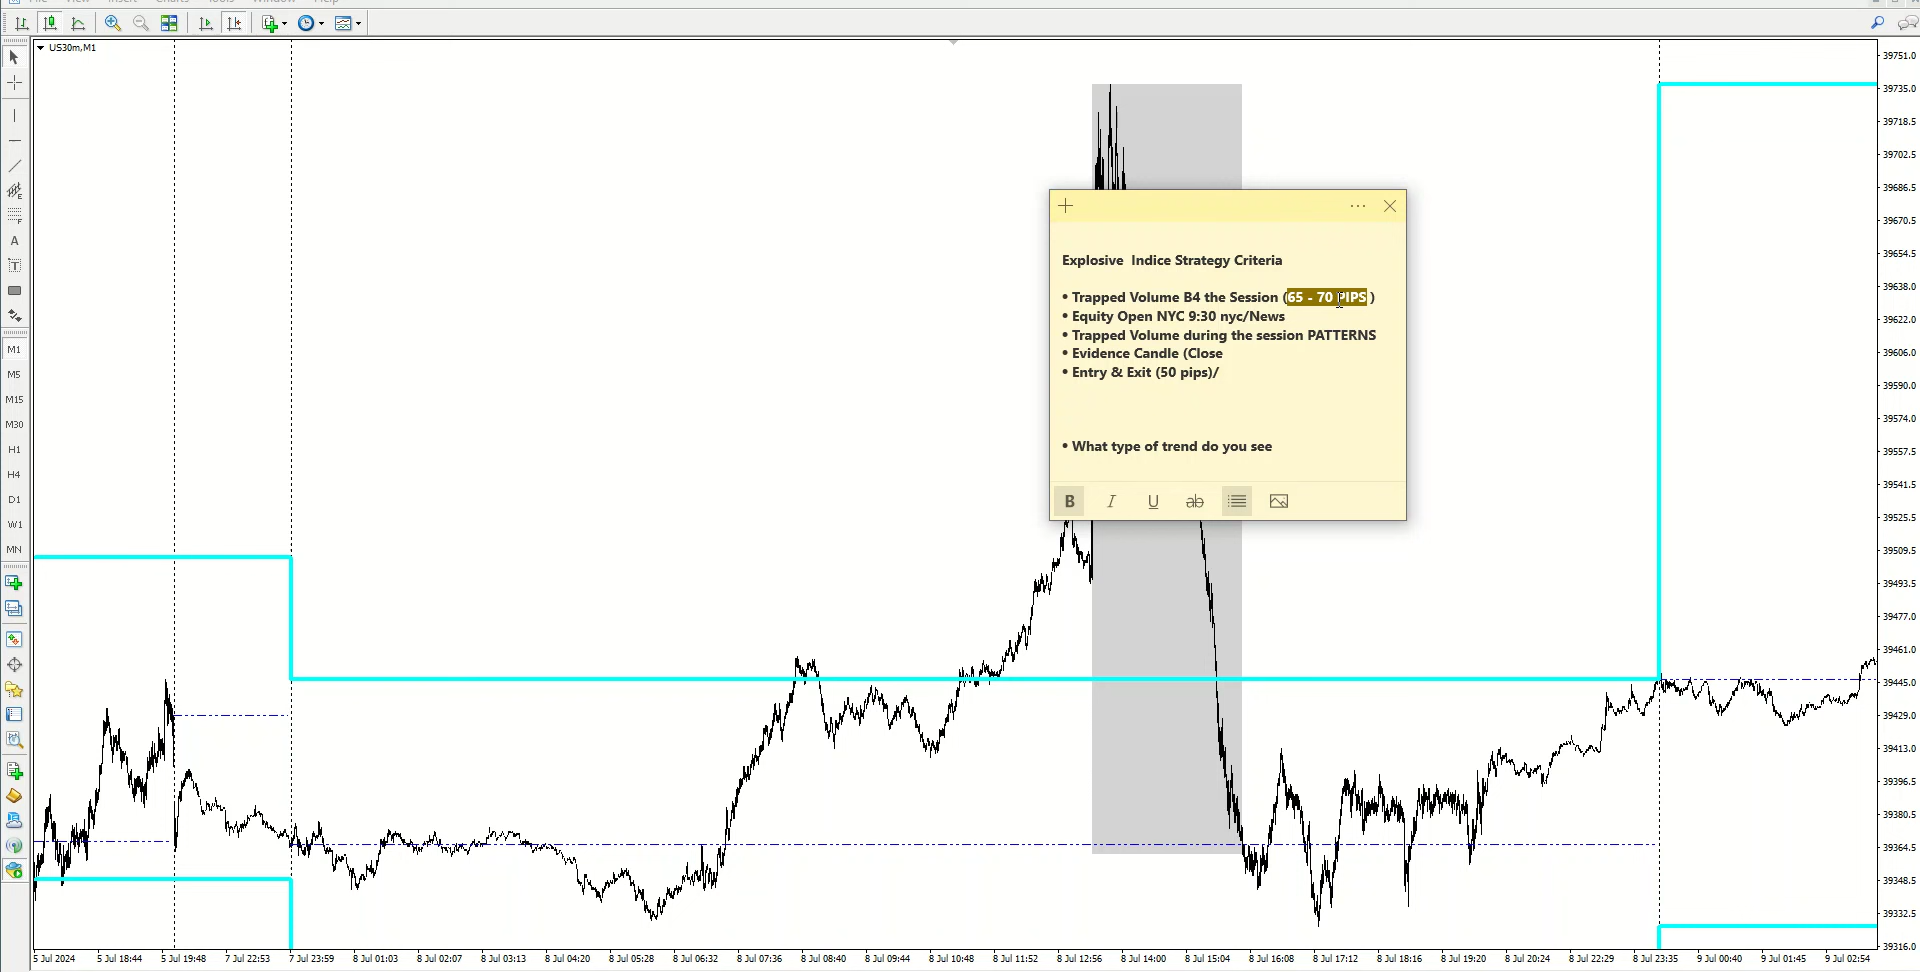 US30m,M1
Explosive  Indice Strategy Criteria
• Trapped Volume B4 the Session (65 - 70 PIPS )
• Equity Open NYC 9:30 nyc/News
• Trapped Volume during the session PATTERNS
• Evidence Candle (Close
• Entry & Exit (50 pips)/
• What type of trend do you see
B I U ab
A
T
M1
M5
M15
M30
H1
H4
D1
W1
MN
39751.0
39735.0
39718.5
39702.5
39686.5
39670.5
39654.5
39638.0
39622.0
39606.0
39590.0
39574.0
39557.5
39541.5
39525.5
39509.5
39493.5
39477.0
39461.0
39445.0
39429.0
39413.0
39396.5
39380.5
39364.5
39348.5
39332.5
39316.0
5 Jul 2024 5 Jul 18:44 5 Jul 19:48 7 Jul 22:53 7 Jul 23:59 8 Jul 01:03 8 Jul 02:07 8 Jul 03:13 8 Jul 04:20 8 Jul 05:28 8 Jul 06:32 8 Jul 07:36 8 Jul 08:40 8 Jul 09:44 8 Jul 10:48 8 Jul 11:52 8 Jul 12:56 8 Jul 14:00 8 Jul 15:04 8 Jul 16:08 8 Jul 17:12 8 Jul 18:16 8 Jul 19:20 8 Jul 20:24 8 Jul 22:29 8 Jul 23:35 9 Jul 00:40 9 Jul 01:45 9 Jul 02:54